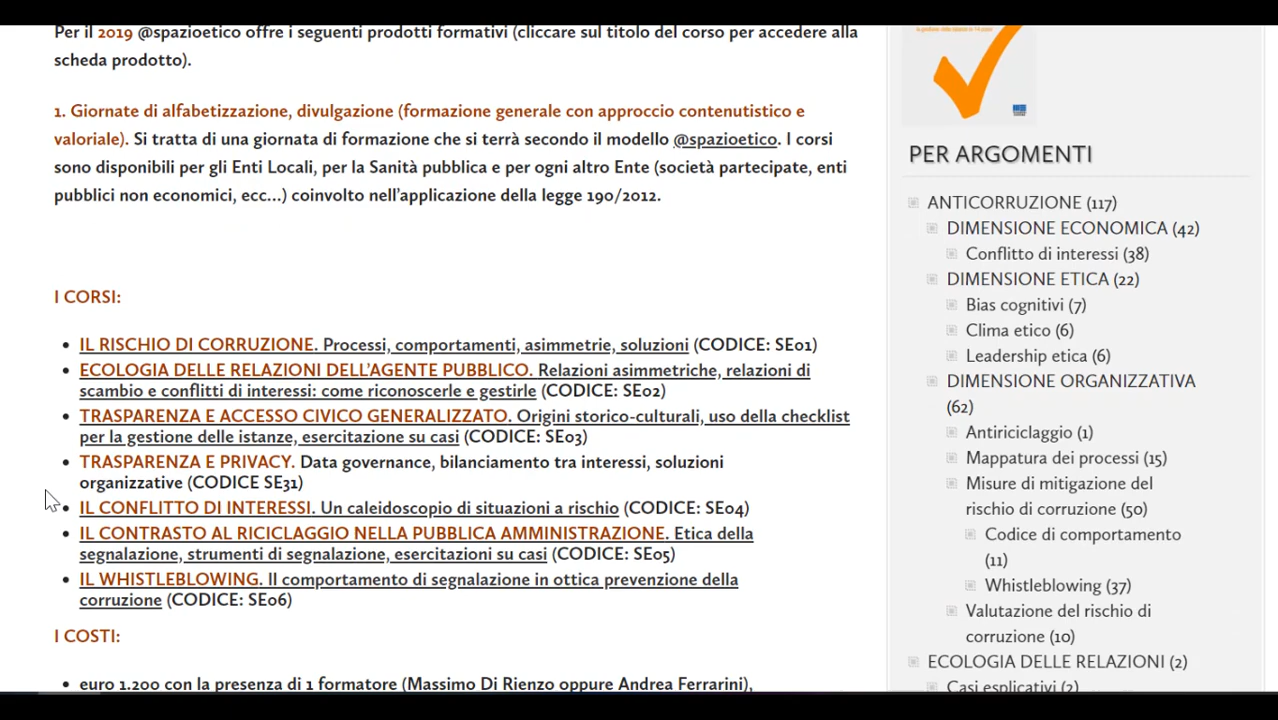 Per il 2019 @spazioetico offre i seguenti prodotti formativi (cliccare sul titolo del corso per accedere alla
scheda prodotto).
1. Giornate di alfabetizzazione, divulgazione (formazione generale con approccio contenutistico e
valoriale). Si tratta di una giornata di formazione che si terrà secondo il modello @spazioetico. I corsi
sono disponibili per gli Enti Locali, per la Sanità pubblica e per ogni altro Ente (società partecipate, enti
pubblici non economici, ecc...) coinvolto nell'applicazione della legge 190/2012.
I CORSI:
IL RISCHIO DI CORRUZIONE. Processi, comportamenti, asimmetrie, soluzioni (CODICE: SE01)
ECOLOGIA DELLE RELAZIONI DELL'AGENTE PUBBLICO. Relazioni asimmetriche, relazioni di
scambio e conflitti di interessi: come riconoscerle e gestirle (CODICE: SE02)
TRASPARENZA E ACCESSO CIVICO GENERALIZZATO. Origini storico-culturali, uso della checklist
per la gestione delle istanze, esercitazione su casi (CODICE: SE03)
TRASPARENZA E PRIVACY. Data governance, bilanciamento tra interessi, soluzioni
organizzative (CODICE SE31)
IL CONFLITTO DI INTERESSI. Un caleidoscopio di situazioni a rischio (CODICE: SE04)
IL CONTRASTO AL RICICLAGGIO NELLA PUBBLICA AMMINISTRAZIONE. Etica della
segnalazione, strumenti di segnalazione, esercitazioni su casi (CODICE: SE05)
IL WHISTLEBLOWING. Il comportamento di segnalazione in ottica prevenzione della
corruzione (CODICE: SE06)
I COSTI:
euro 1.200 con la presenza di 1 formatore (Massimo Di Rienzo oppure Andrea Ferrarini),
PER ARGOMENTI
ANTICORRUZIONE (117)
DIMENSIONE ECONOMICA (42)
Conflitto di interessi (38)
DIMENSIONE ETICA (22)
Bias cognitivi (7)
Clima etico (6)
Leadership etica (6)
DIMENSIONE ORGANIZZATIVA
(62)
Antiriciclaggio (1)
Mappatura dei processi (15)
Misure di mitigazione del
rischio di corruzione (50)
Codice di comportamento
(11)
Whistleblowing (37)
Valutazione del rischio di
corruzione (10)
ECOLOGIA DELLE RELAZIONI (2)
Casi esplicativi (2)